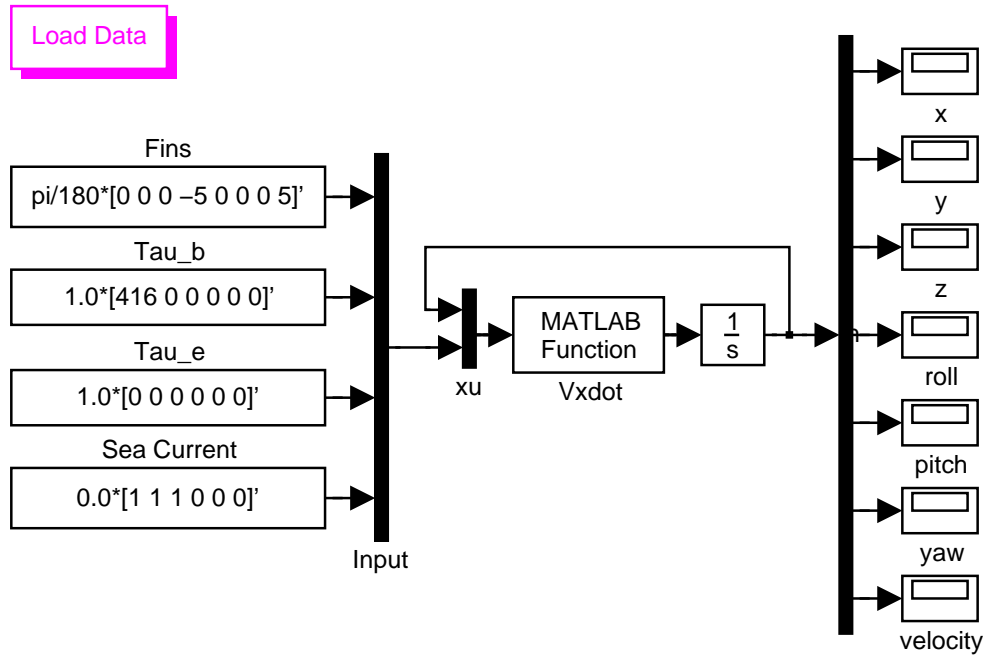 Load Data
Fins
pi/180*[0 0 0 −5 0 0 0 5]’
Tau_b
1.0*[416 0 0 0 0 0]’
Tau_e
1.0*[0 0 0 0 0 0]’
Sea Current
0.0*[1 1 1 0 0 0]’
Input
xu
MATLAB
Function
Vxdot
1
s
x
y
z
roll
pitch
yaw
velocity